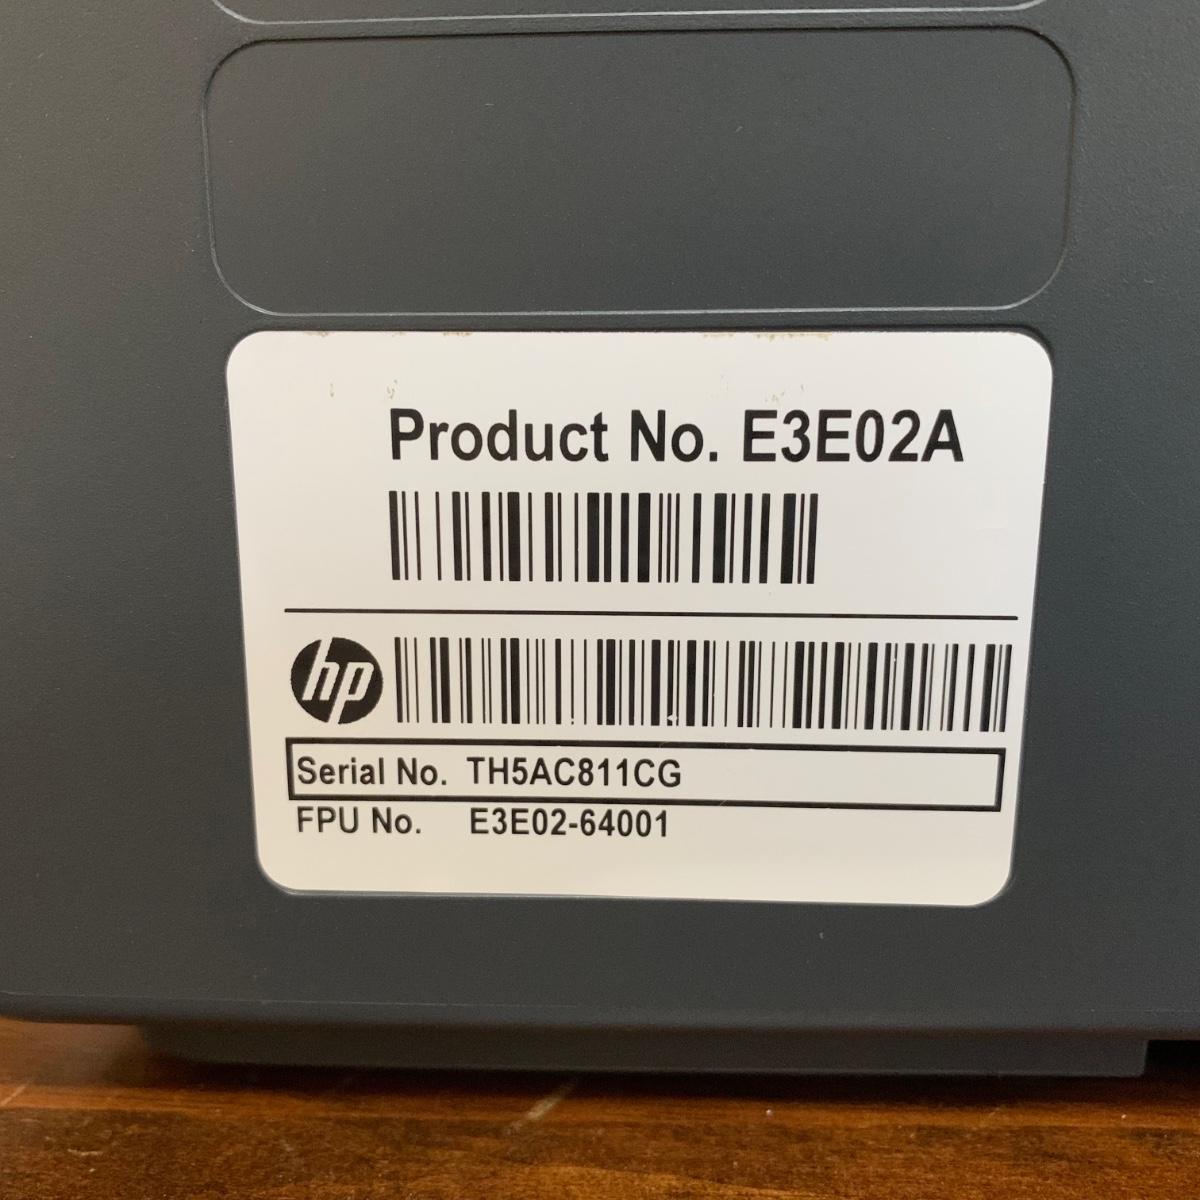 Product No. E3E02A
hp
Serial No. TH5AC811CG
FPU No. E3E02-64001